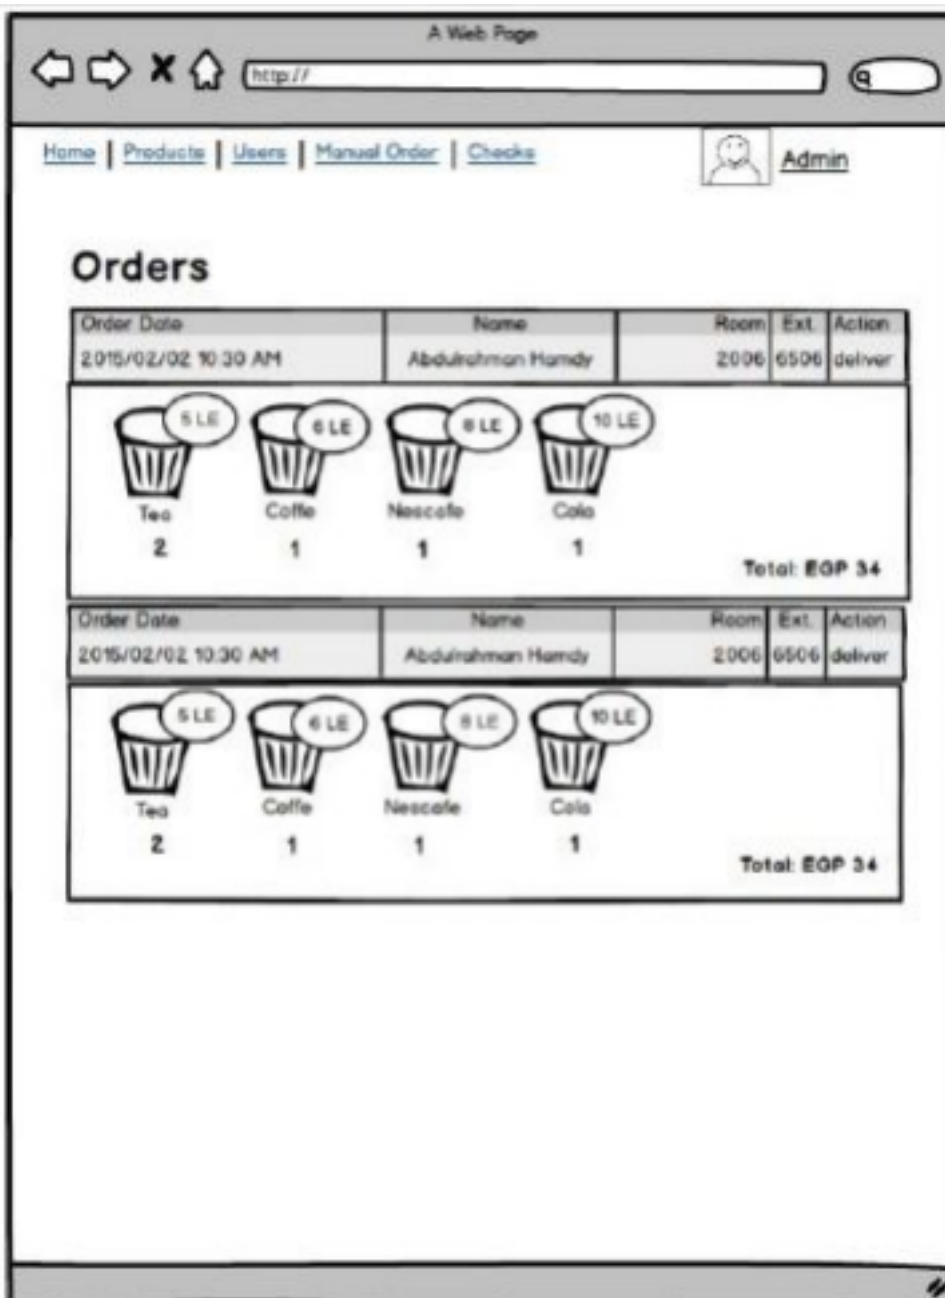 A Web Page
http://
Home | Products | Users | Manual Order | Checks
Admin
Orders
Order Date Name Room Ext. Action
2015/02/02 10:30 AM Abdulrahman Hamdy 2006 6506 deliver
5 LE 6 LE 8 LE 10 LE
Tea Coffe Nescafe Cola
2 1 1 1
Total: EGP 34
Order Date Name Room Ext. Action
2015/02/02 10:30 AM Abdulrahman Hamdy 2006 6506 deliver
5 LE 6 LE 8 LE 10 LE
Tea Coffe Nescafe Cola
2 1 1 1
Total: EGP 34